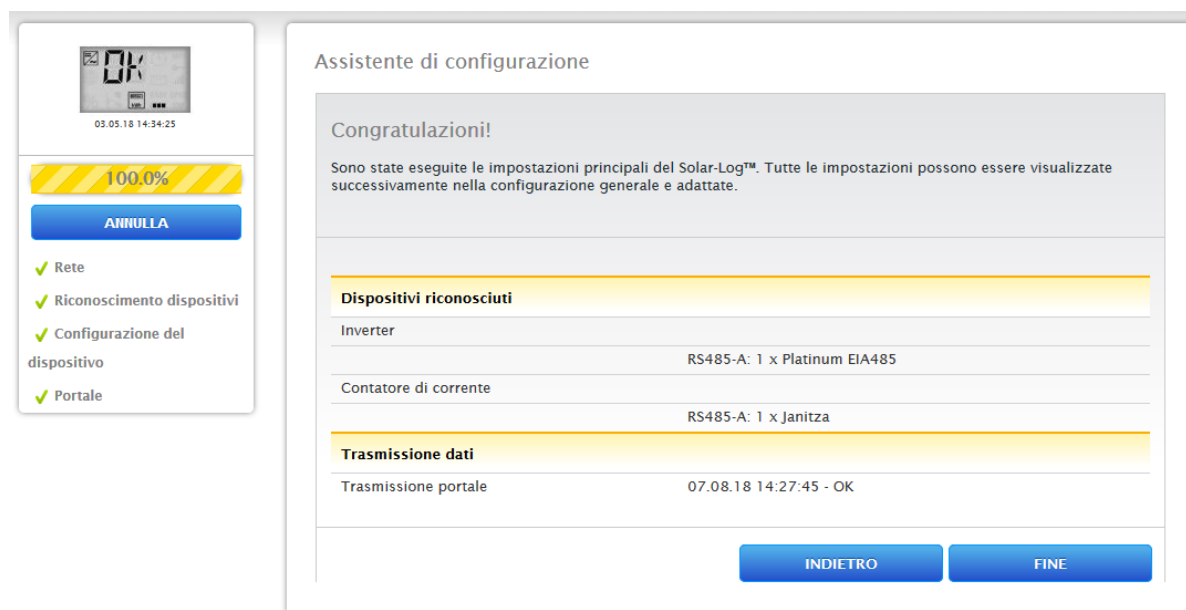 OK
03.05.18 14:34:25
100.0%
ANNULLA
Rete
Riconoscimento dispositivi
Configurazione del
dispositivo
Portale
Assistente di configurazione
Congratulazioni!
Sono state eseguite le impostazioni principali del Solar-Log™. Tutte le impostazioni possono essere visualizzate
successivamente nella configurazione generale e adattate.
Dispositivi riconosciuti
Inverter
RS485-A: 1 x Platinum EIA485
Contatore di corrente
RS485-A: 1 x Janitza
Trasmissione dati
Trasmissione portale 07.08.18 14:27:45 - OK
INDIETRO FINE